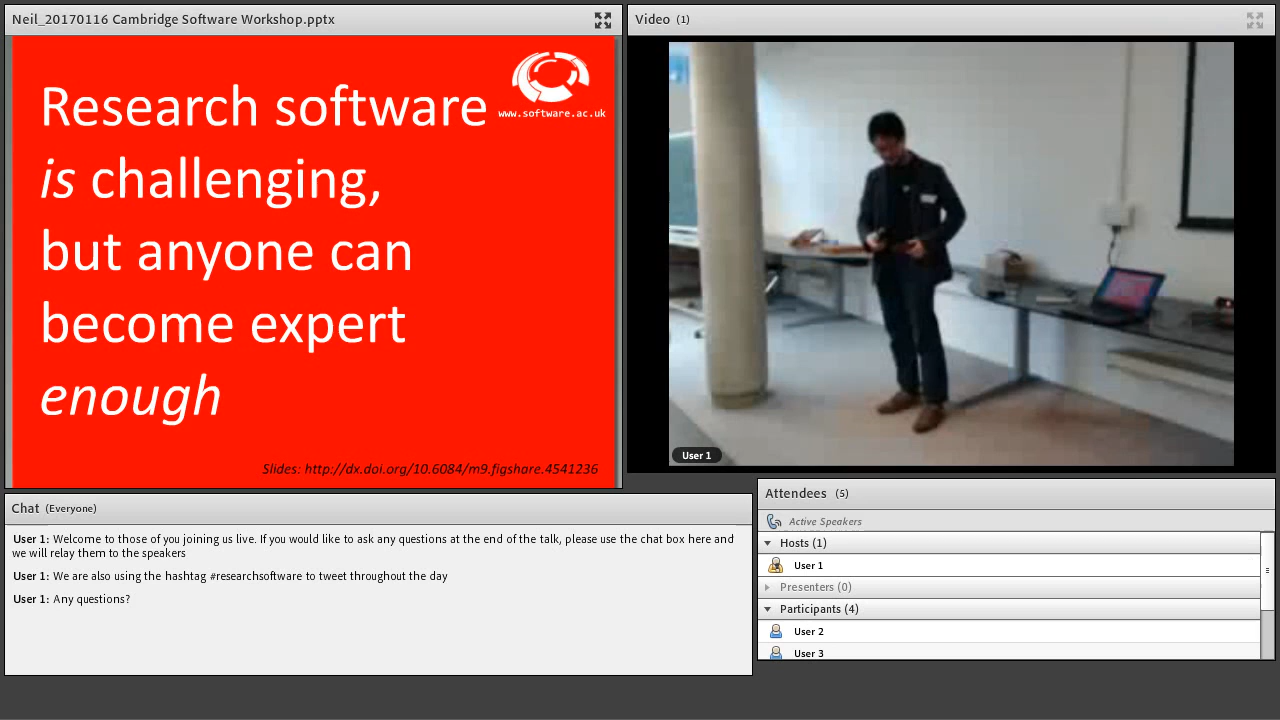 Neil_20170116 Cambridge Software Workshop.pptx
Research software
is challenging,
but anyone can
become expert
enough
www.software.ac.uk
Slides: http://dx.doi.org/10.6084/m9.figshare.4541236
Video (1)
User 1
Chat (Everyone)
User 1: Welcome to those of you joining us live. If you would like to ask any questions at the end of the talk, please use the chat box here and
we will relay them to the speakers
User 1: We are also using the hashtag #researchsoftware to tweet throughout the day
User 1: Any questions?
Attendees (5)
Active Speakers
Hosts (1)
User 1
Presenters (0)
Participants (4)
User 2
User 3